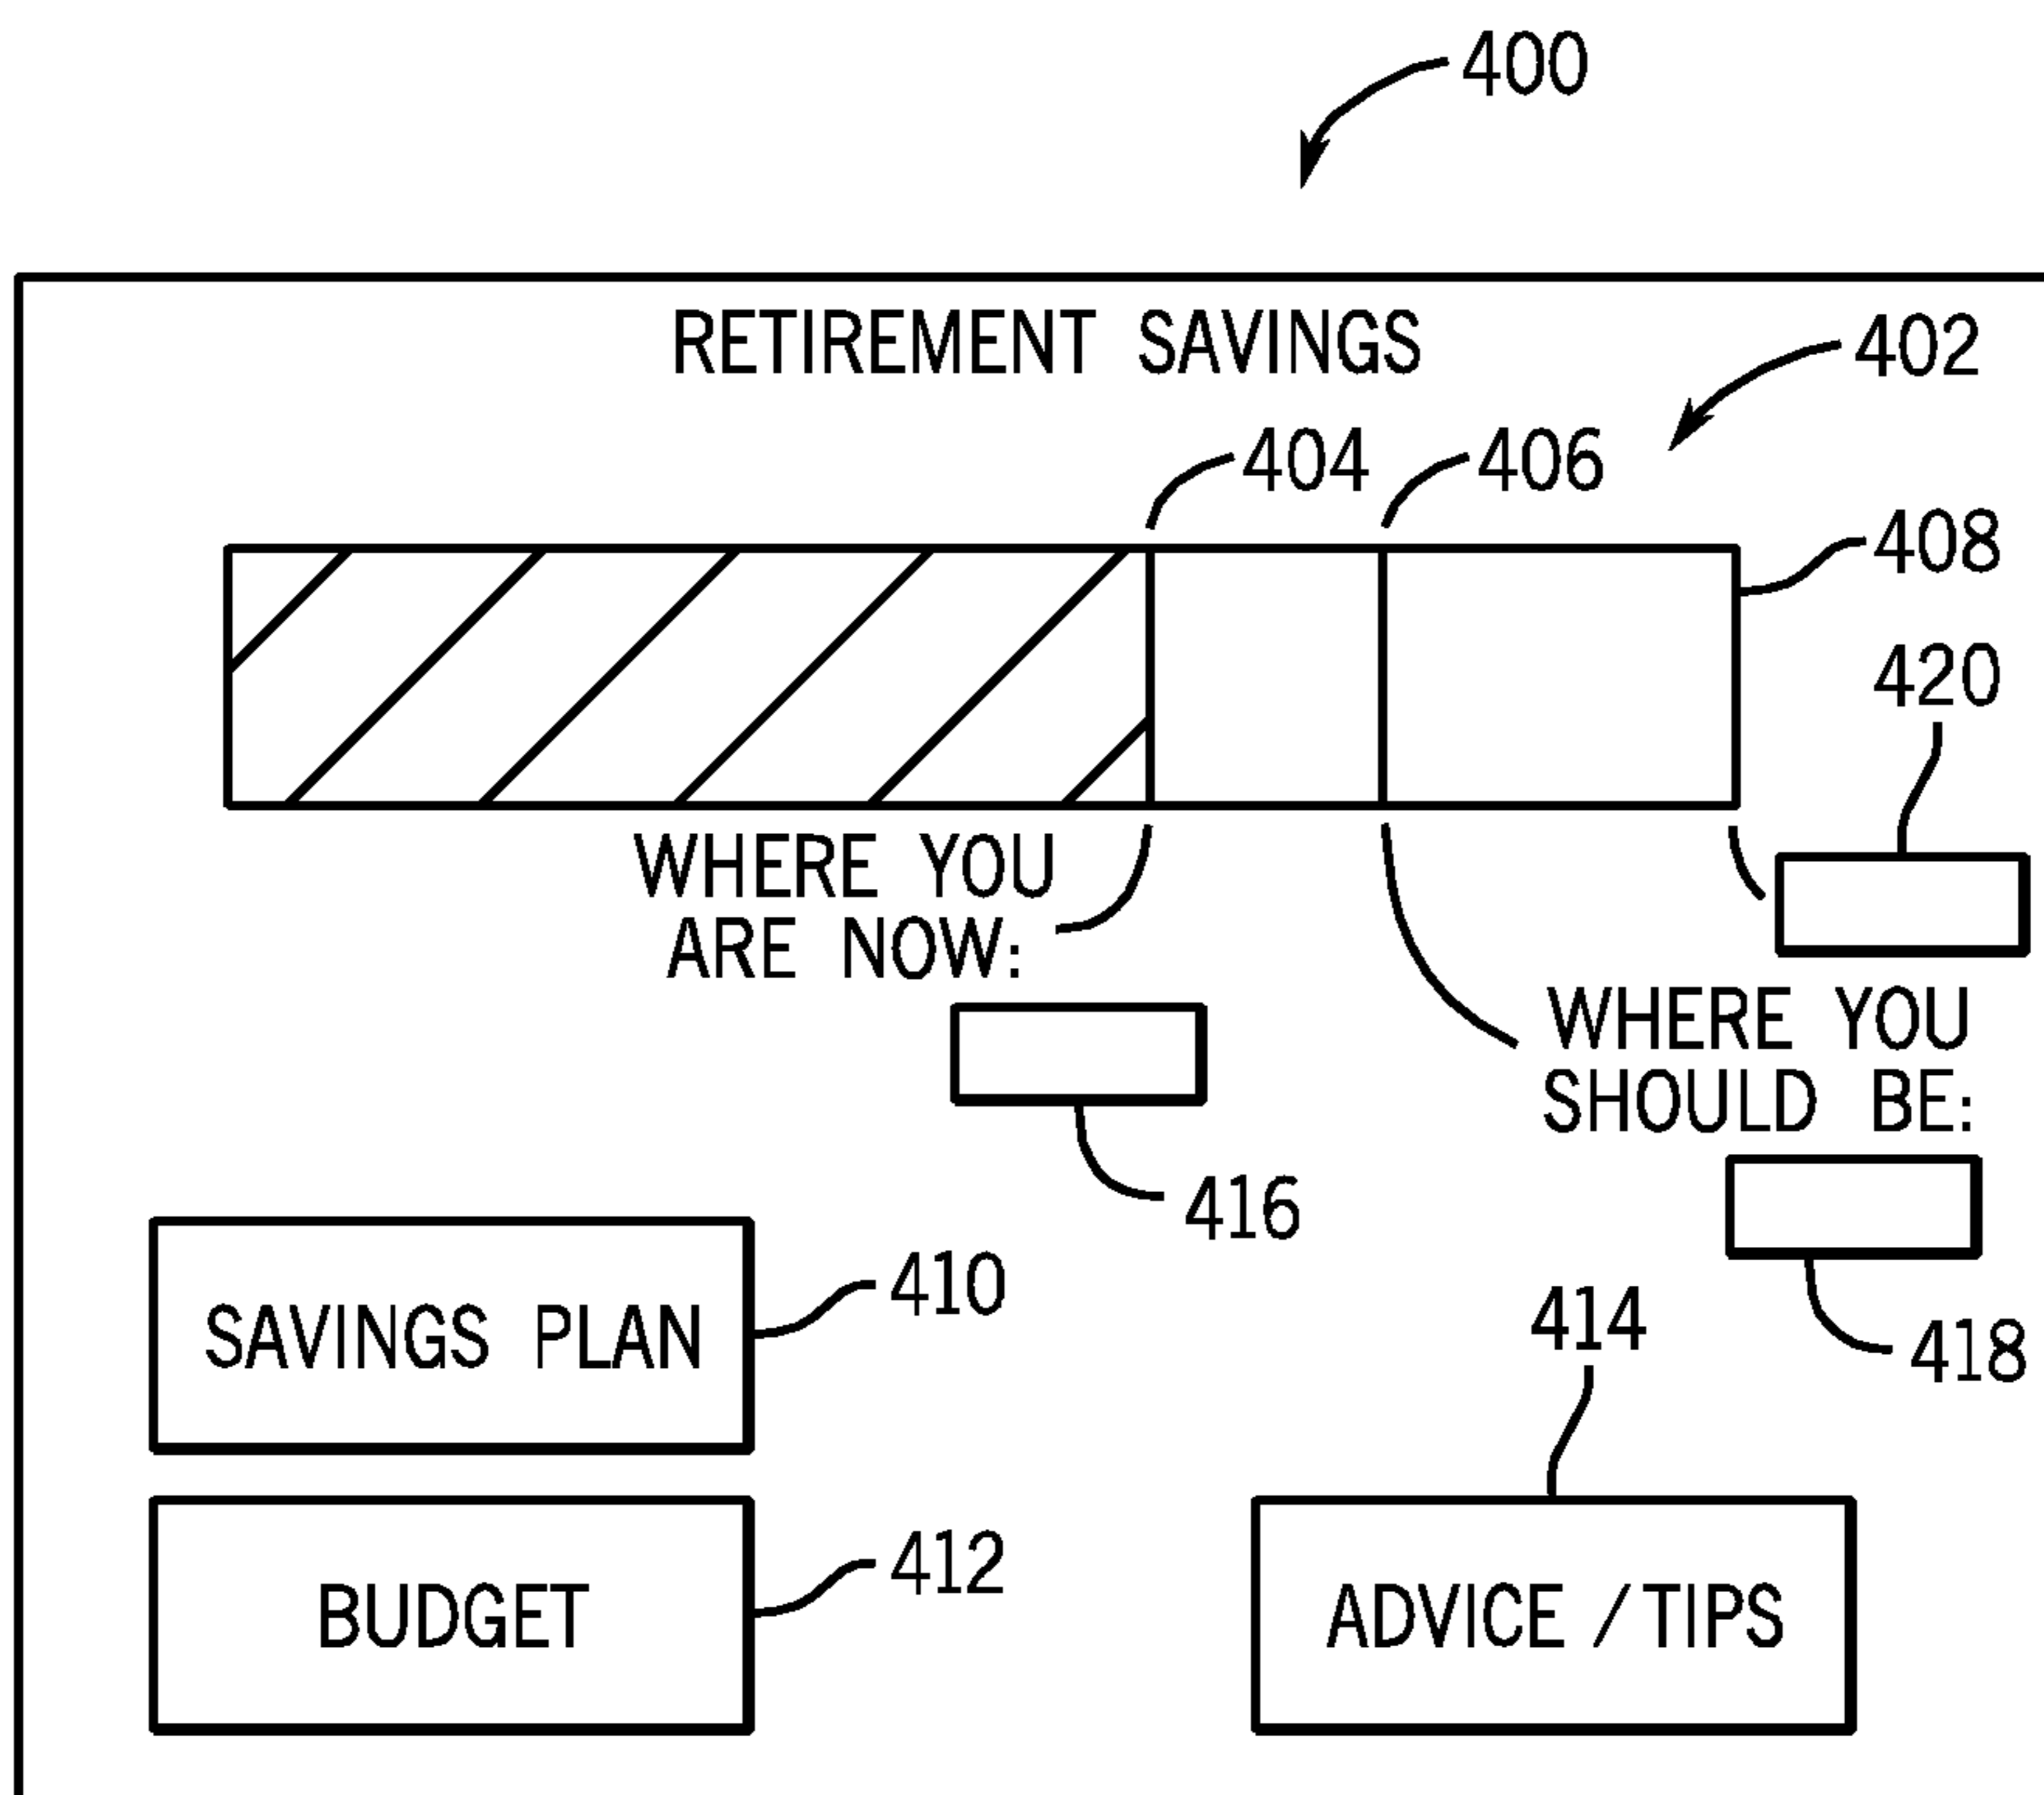 400
RETIREMENT SAVINGS
402
404
406
408
420
WHERE YOU
ARE NOW:
WHERE YOU
SHOULD BE:
416
418
SAVINGS PLAN
410
414
BUDGET
412
ADVICE / TIPS